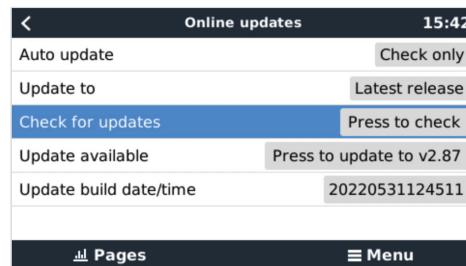 Online updates 15:42
Auto update Check only
Update to Latest release
Check for updates Press to check
Update available Press to update to v2.87
Update build date/time 20220531124511
Pages Menu